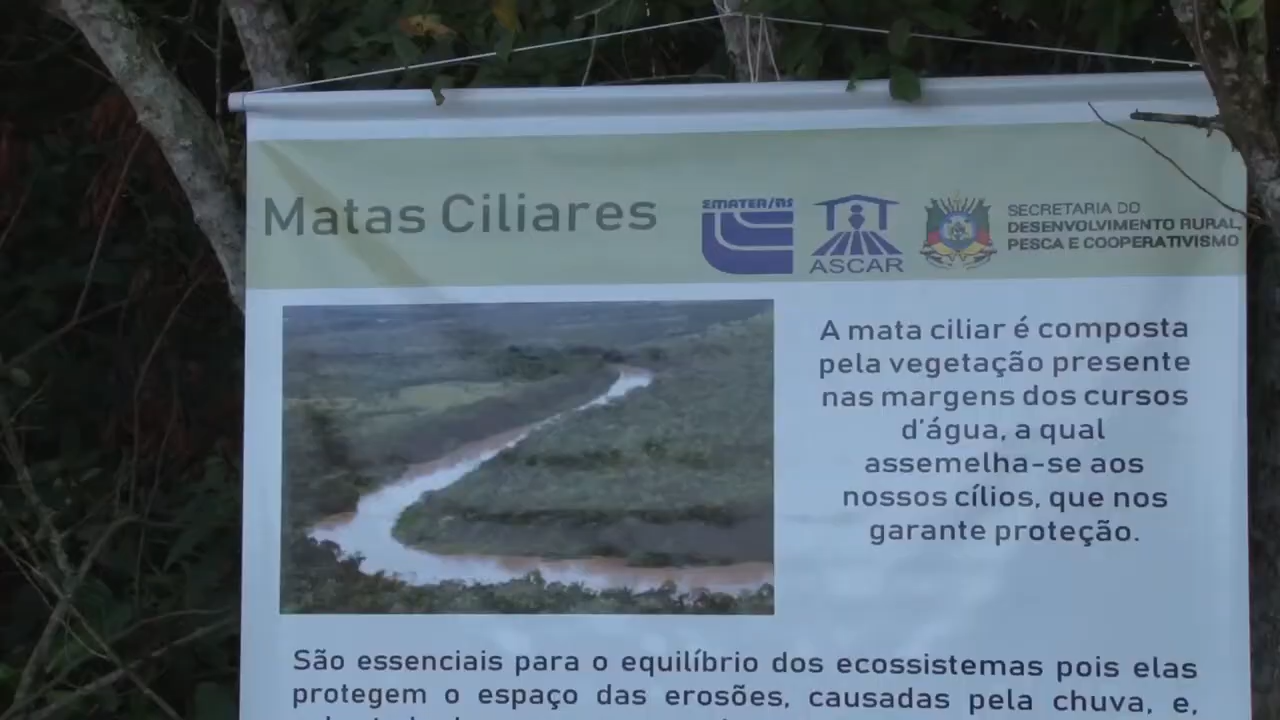 Matas Ciliares
EMATER/RS
ASCAR
SECRETARIA DO
DESENVOLVIMENTO RURAL,
PESCA E COOPERATIVISMO
A mata ciliar é composta
pela vegetação presente
nas margens dos cursos
d'água, a qual
assemelha-se aos
nossos cílios, que nos
garante proteção.
São essenciais para o equilíbrio dos ecossistemas pois elas
protegem o espaço das erosões, causadas pela chuva, e,